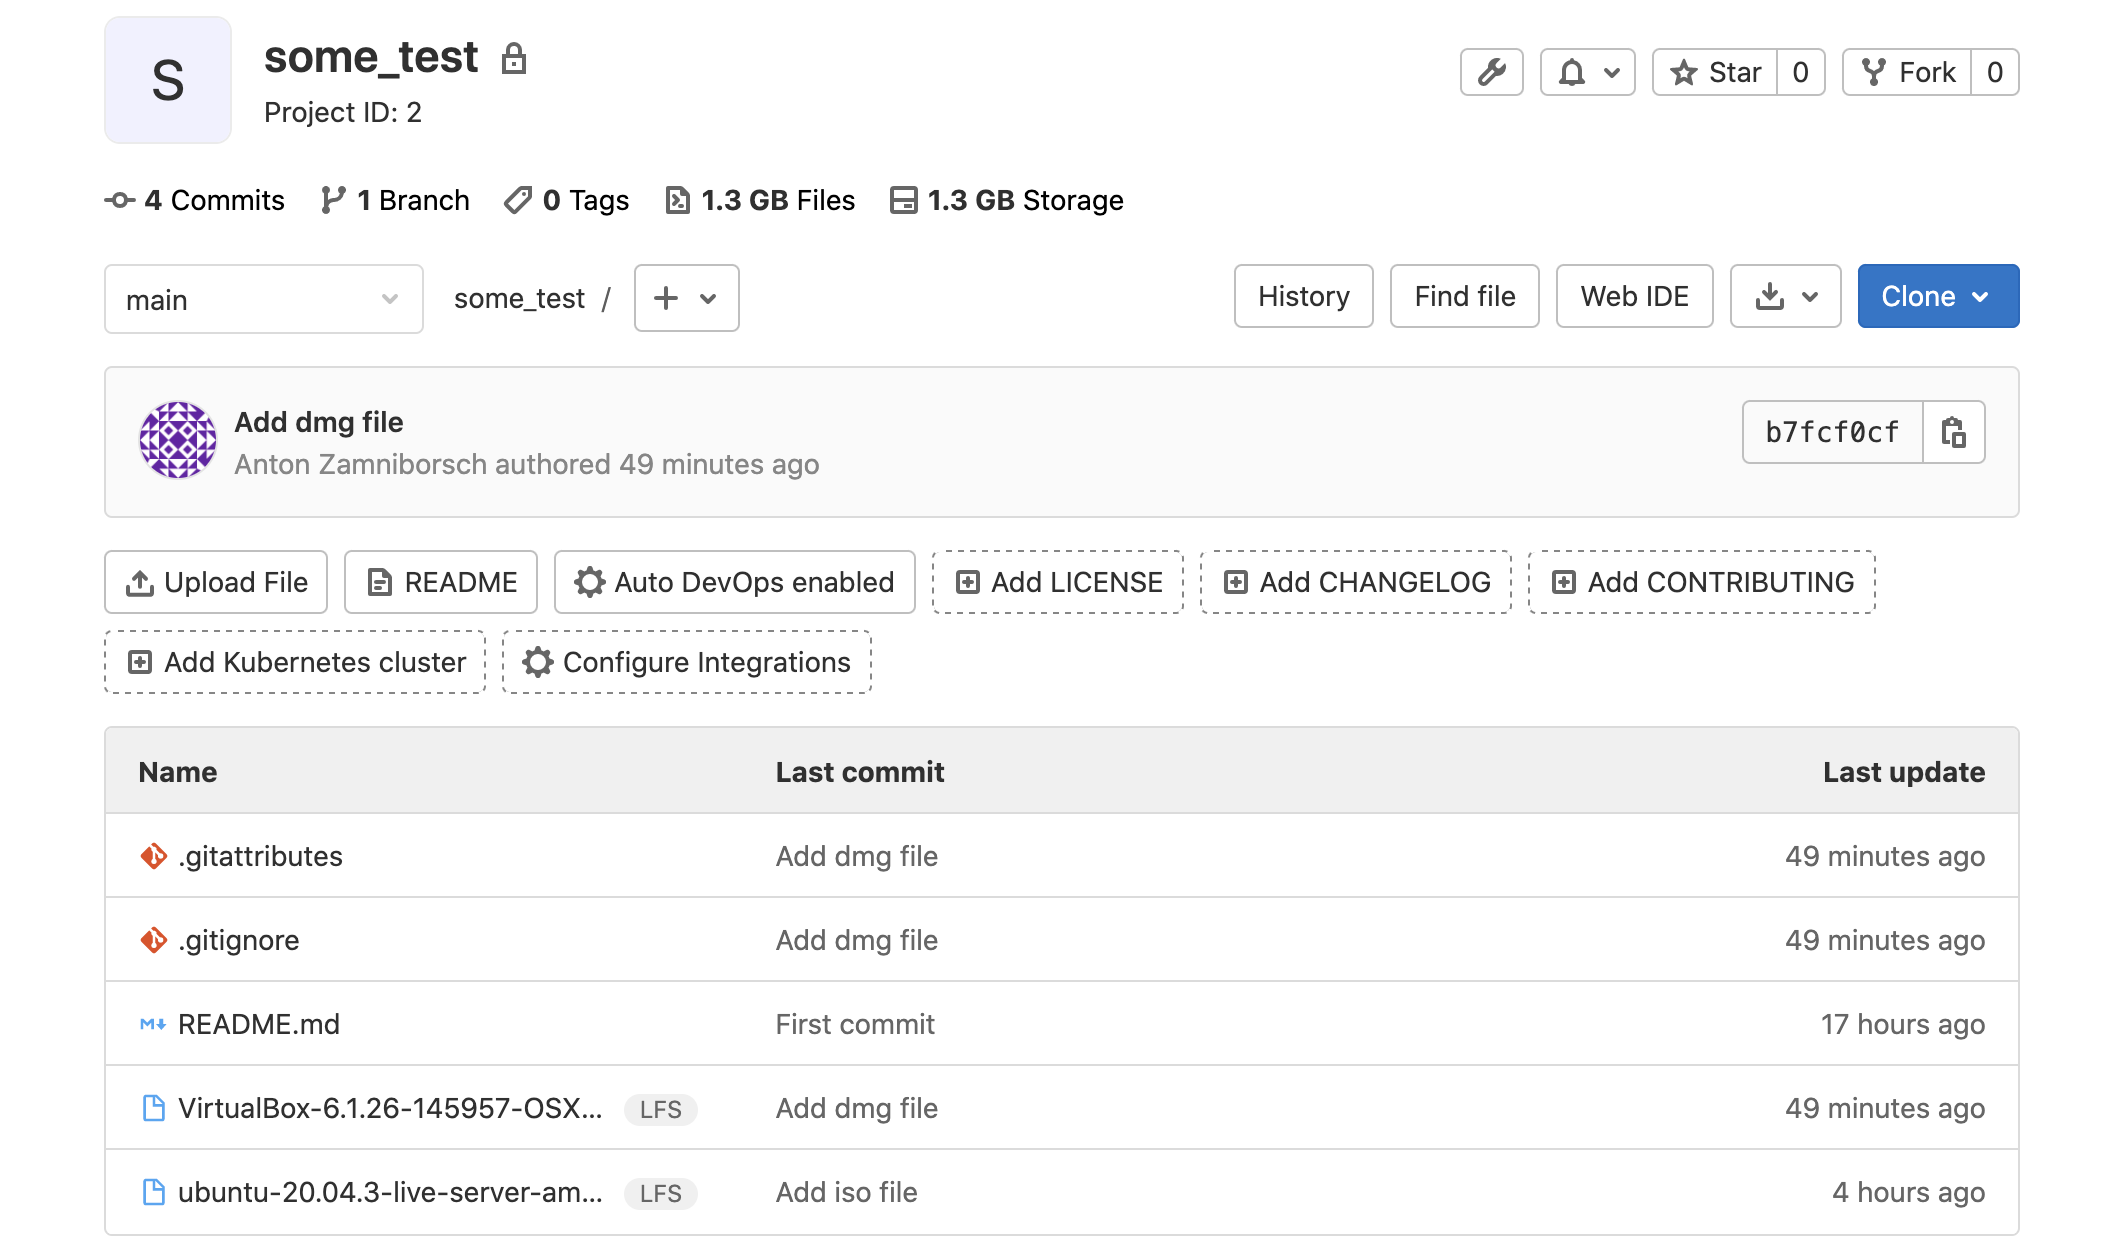 S
some_test
Project ID: 2
Star 0
Fork 0
4 Commits 1 Branch 0 Tags 1.3 GB Files 1.3 GB Storage
main
some_test / +
History Find file Web IDE Clone
Add dmg file
Anton Zamniborsch authored 49 minutes ago
b7fcf0cf
Upload File README Auto DevOps enabled Add LICENSE Add CHANGELOG Add CONTRIBUTING
Add Kubernetes cluster Configure Integrations
Name Last commit Last update
.gitattributes Add dmg file 49 minutes ago
.gitignore Add dmg file 49 minutes ago
README.md First commit 17 hours ago
VirtualBox-6.1.26-145957-OSX... LFS Add dmg file 49 minutes ago
ubuntu-20.04.3-live-server-am... LFS Add iso file 4 hours ago